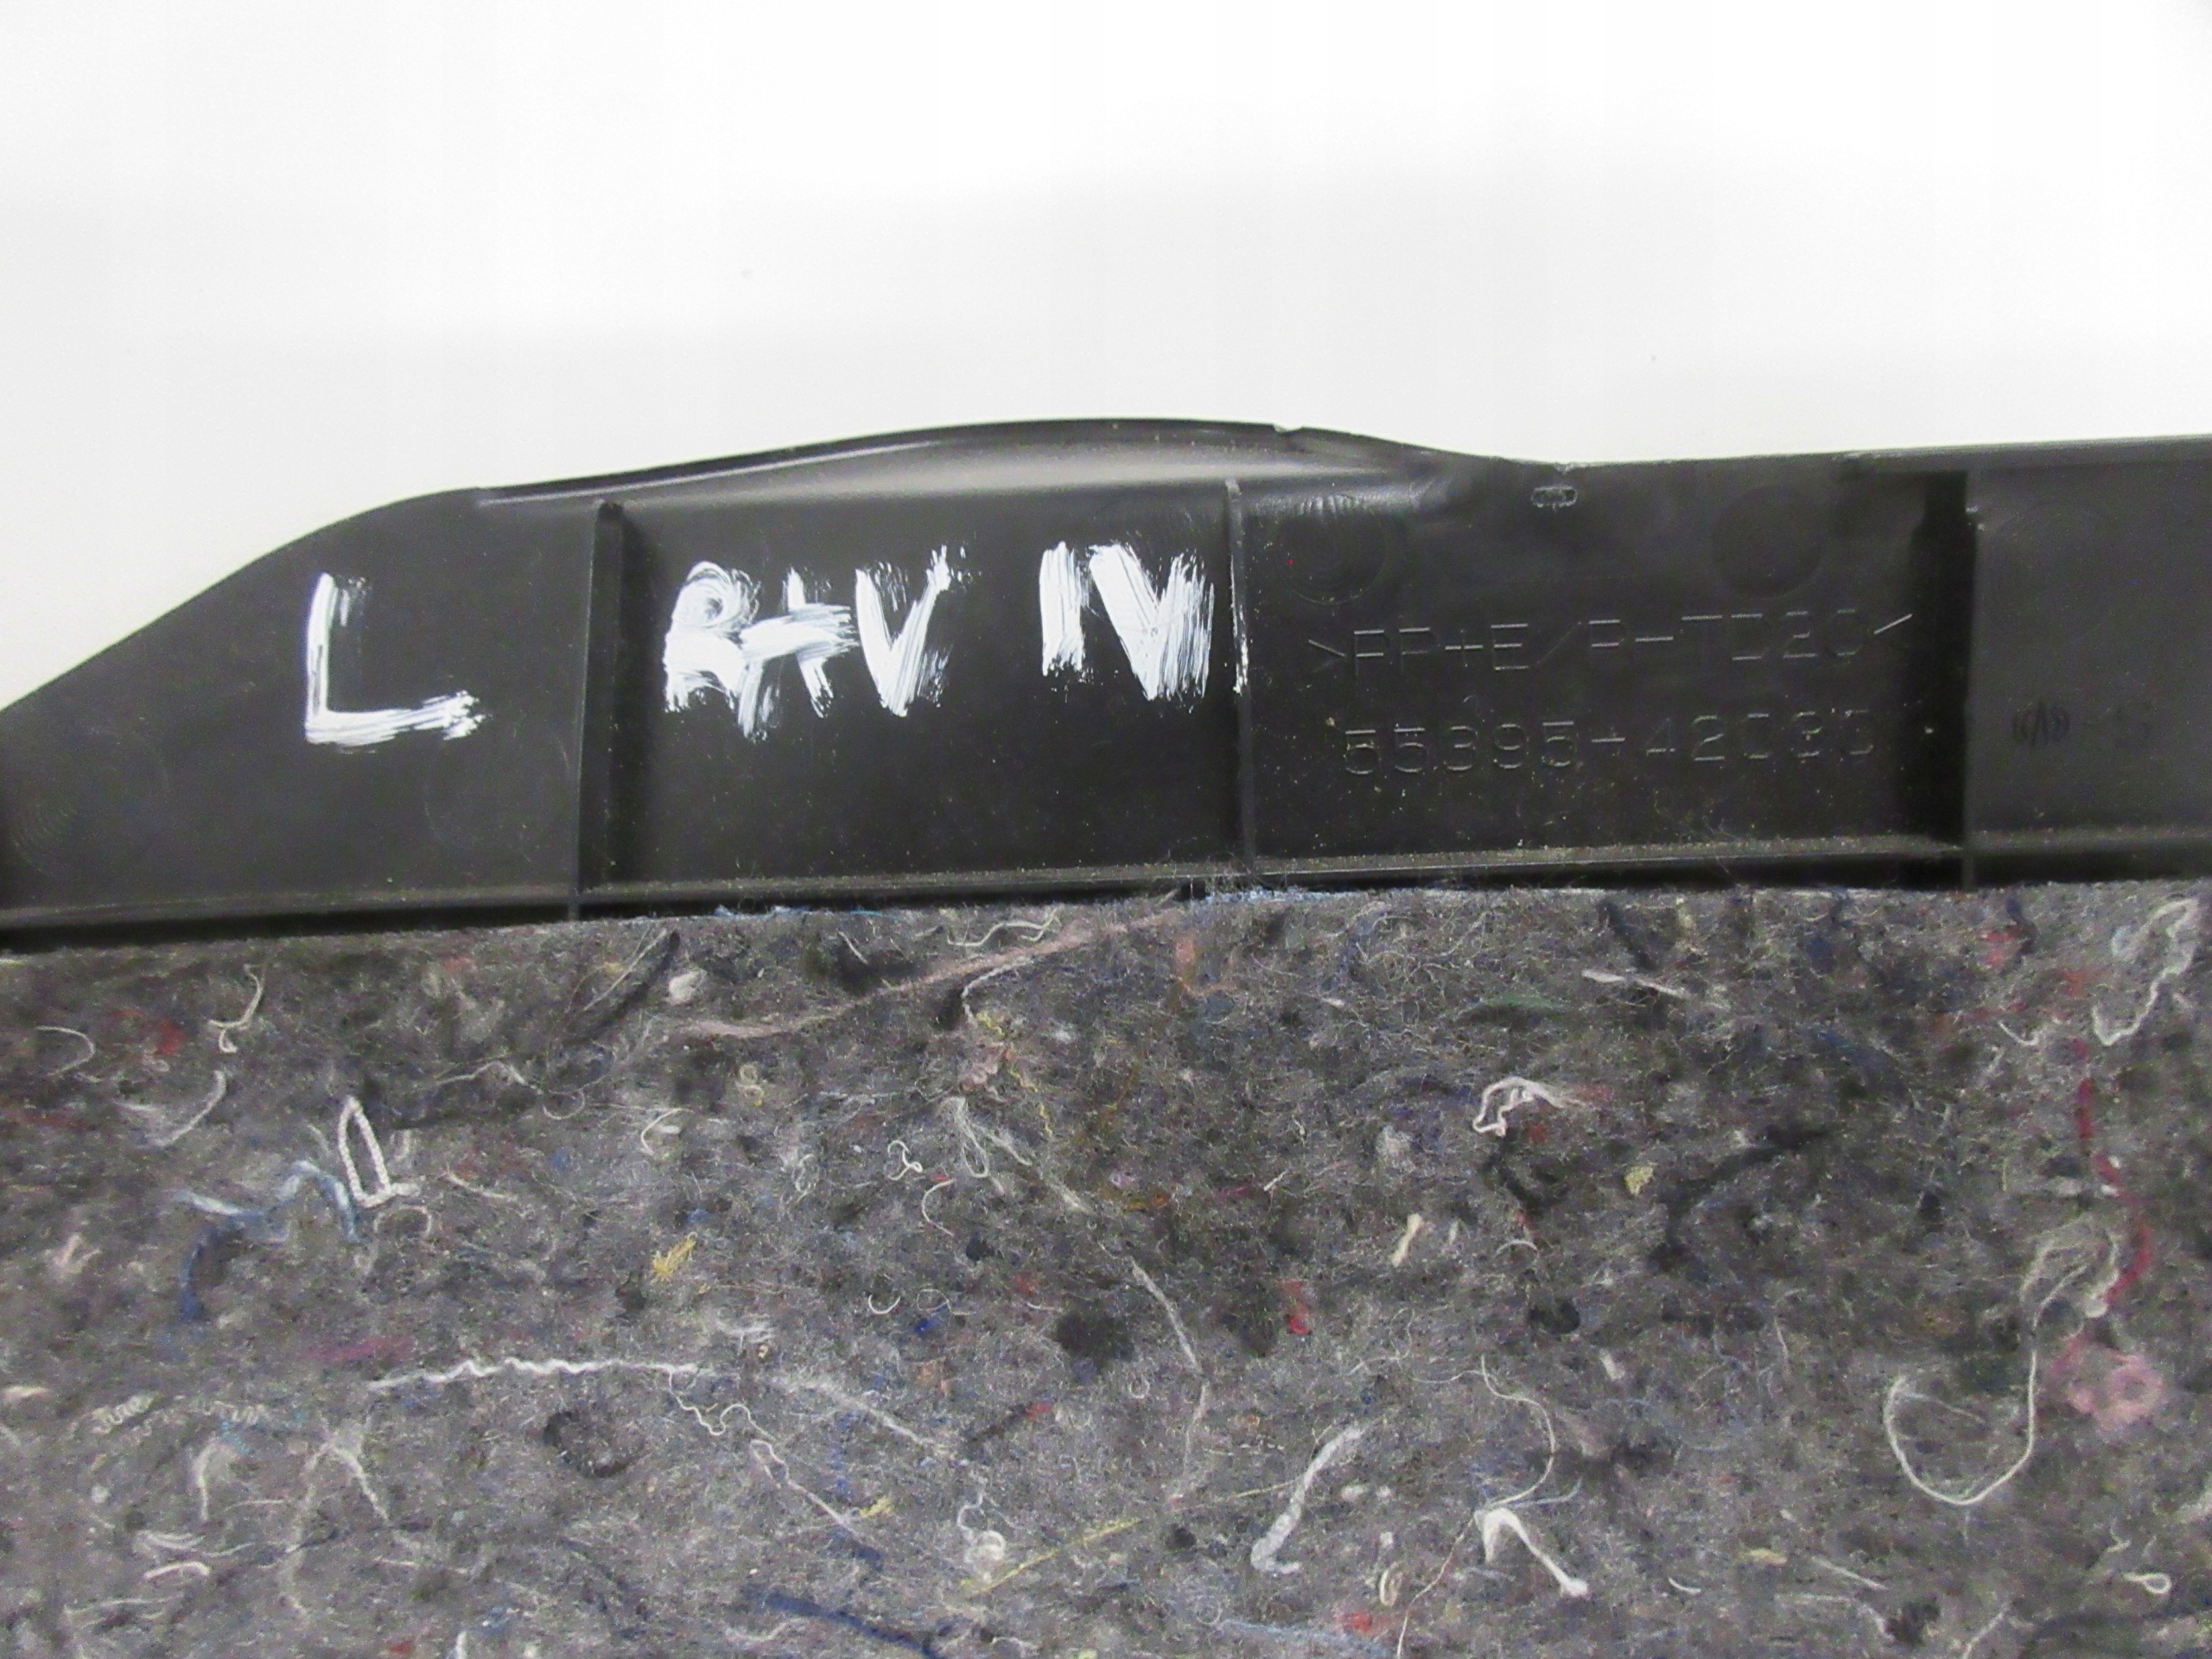 L RAV IV
>PP+E/P-TD20<
55395-42030